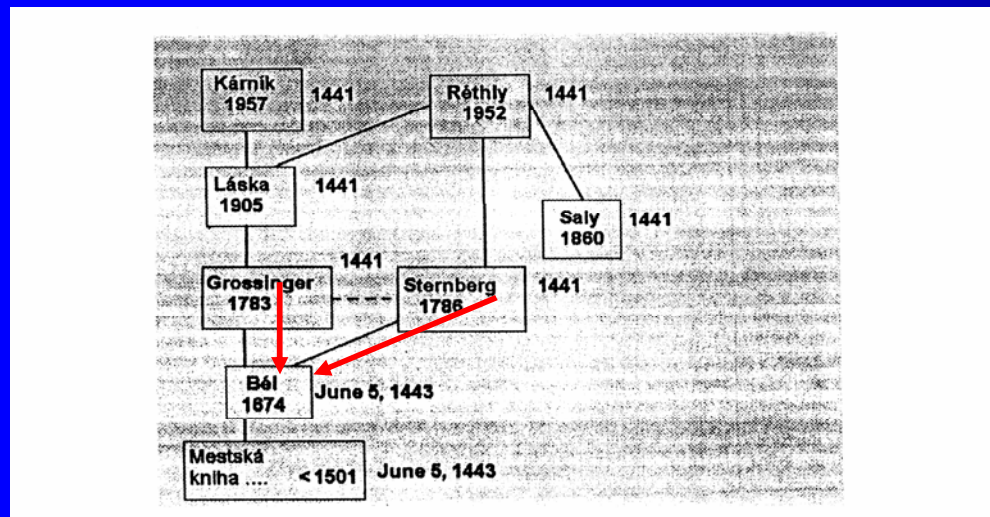 Kárník
1957
1441
Réthly
1952
1441
Láska
1905
1441
Saly
1860
1441
1441
Grossinger
1783
Sternberg
1786
1441
Bél
1674
June 5, 1443
Mestská
kniha .... < 1501
June 5, 1443